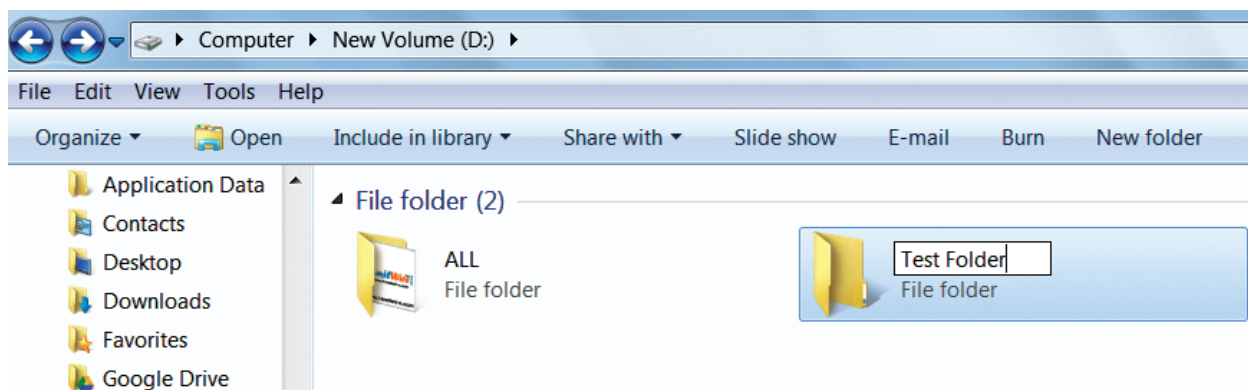 Computer New Volume (D:)
File Edit View Tools Help
Organize Open Include in library Share with Slide show E-mail Burn New folder
Application Data
Contacts
Desktop
Downloads
Favorites
Google Drive
File folder (2)
ALL
File folder
Test Folder
File folder